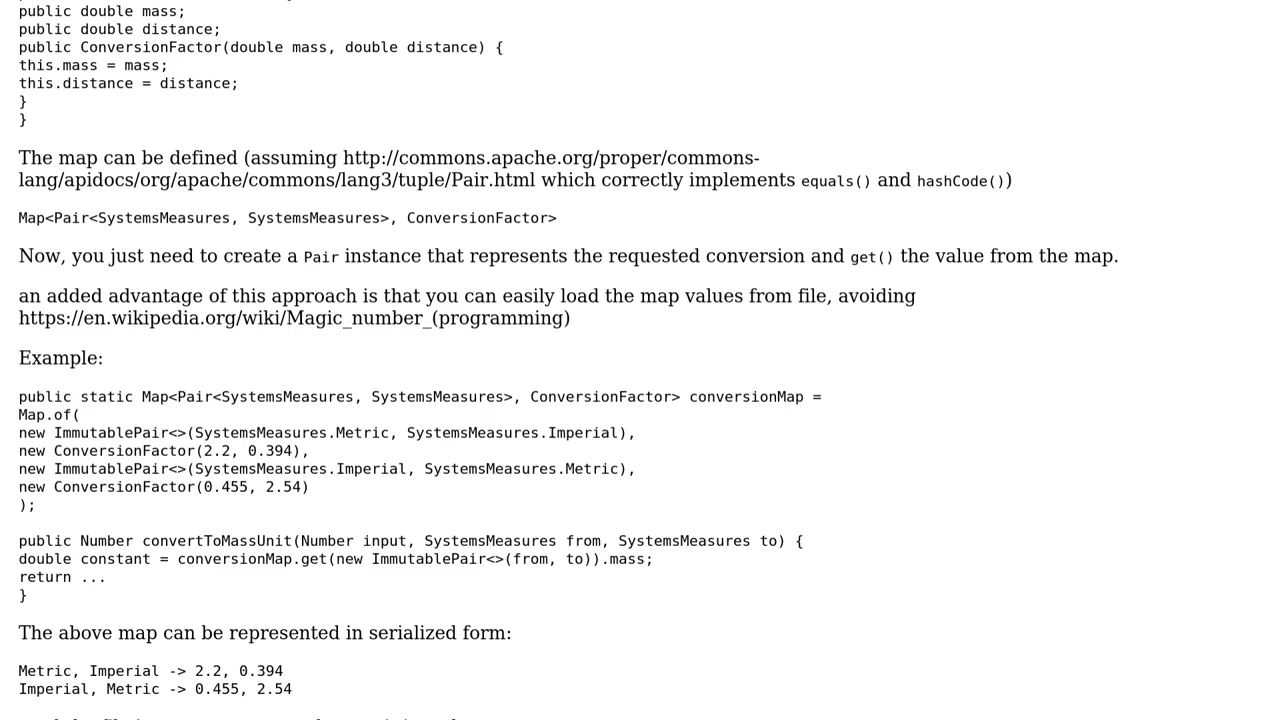 public double mass;
public double distance;
public ConversionFactor(double mass, double distance) {
this.mass = mass;
this.distance = distance;
}
}
The map can be defined (assuming http://commons.apache.org/proper/commons-
lang/apidocs/org/apache/commons/lang3/tuple/Pair.html which correctly implements equals() and hashCode())
Map<Pair<SystemsMeasures, SystemsMeasures>, ConversionFactor>
Now, you just need to create a Pair instance that represents the requested conversion and get() the value from the map.
an added advantage of this approach is that you can easily load the map values from file, avoiding
https://en.wikipedia.org/wiki/Magic_number_(programming)
Example:
public static Map<Pair<SystemsMeasures, SystemsMeasures>, ConversionFactor> conversionMap =
Map.of(
new ImmutablePair<>(SystemsMeasures.Metric, SystemsMeasures.Imperial),
new ConversionFactor(2.2, 0.394),
new ImmutablePair<>(SystemsMeasures.Imperial, SystemsMeasures.Metric),
new ConversionFactor(0.455, 2.54)
);
public Number convertToMassUnit(Number input, SystemsMeasures from, SystemsMeasures to) {
double constant = conversionMap.get(new ImmutablePair<>(from, to)).mass;
return ...
}
The above map can be represented in serialized form:
Metric, Imperial -> 2.2, 0.394
Imperial, Metric -> 0.455, 2.54